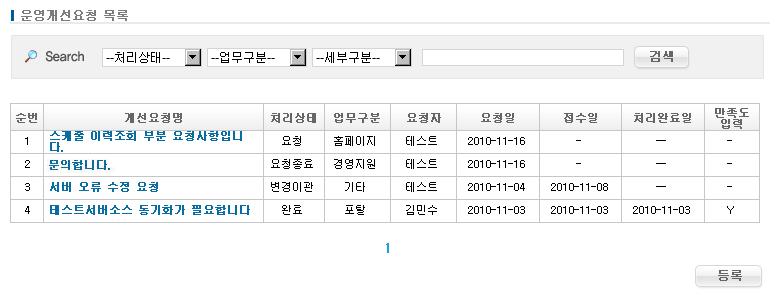 운영개선요청 목록
Search --처리상태-- --업무구분-- --세부구분-- 검색
순번 개선요청명 처리상태 업무구분 요청자 요청일 접수일 처리완료일 만족도
입력
1 스케줄 이력조회 부분 요청사항입니
다. 요청 홈페이지 테스트 2010-11-16 - — -
2 문의합니다. 요청종료 경영지원 테스트 2010-11-16 - — -
3 서버 오류 수정 요청 변경이관 기타 테스트 2010-11-04 2010-11-08 — -
4 테스트서버소스 동기화가 필요합니다 완료 포탈 김민수 2010-11-03 2010-11-03 2010-11-03 Y
1
등록